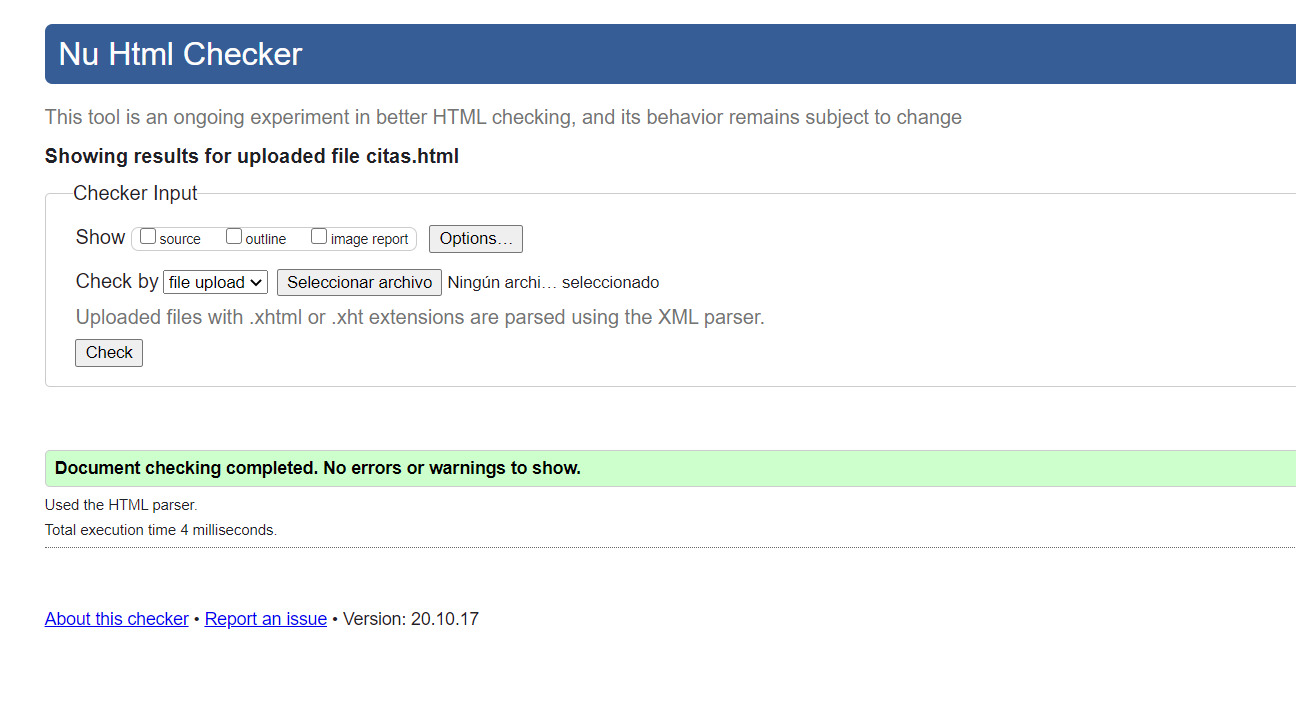 Nu Html Checker
This tool is an ongoing experiment in better HTML checking, and its behavior remains subject to change
Showing results for uploaded file citas.html
Checker Input
Show source outline image report Options…
Check by file upload Seleccionar archivo Ningún archi… seleccionado
Uploaded files with .xhtml or .xht extensions are parsed using the XML parser.
Check
Document checking completed. No errors or warnings to show.
Used the HTML parser.
Total execution time 4 milliseconds.
About this checker • Report an issue • Version: 20.10.17